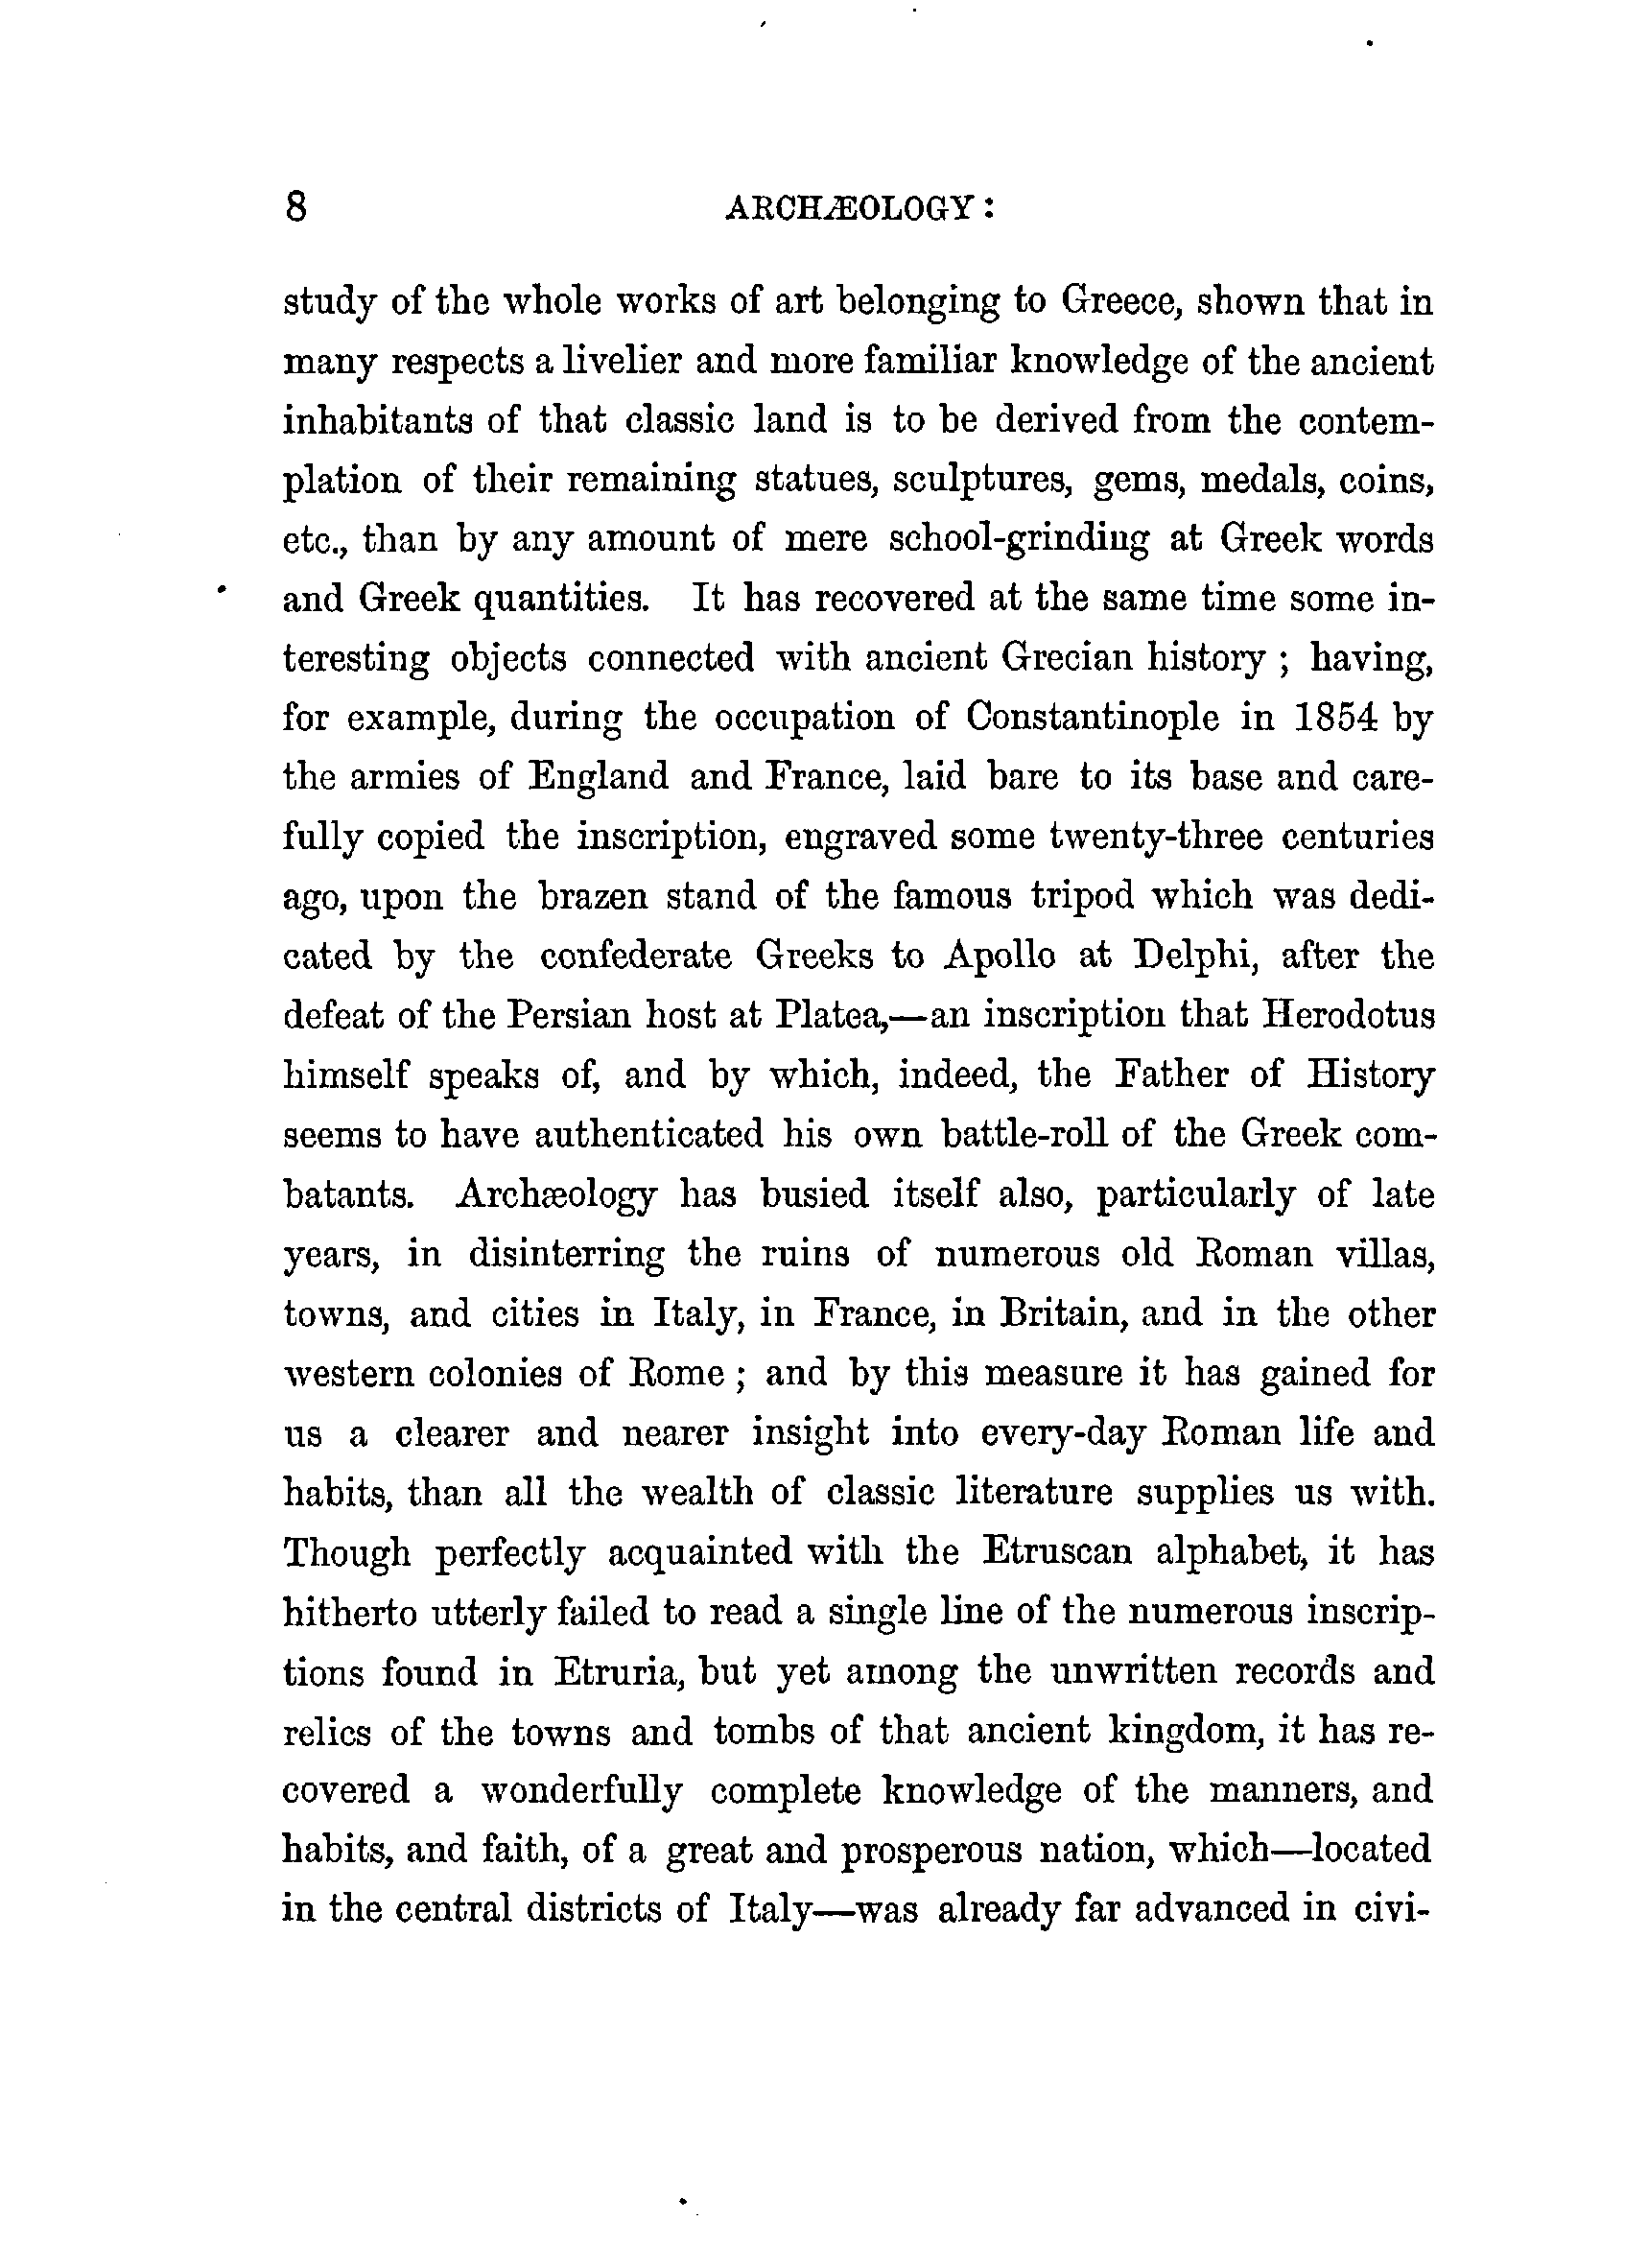 8 ARCHÆOLOGY:
study of the whole works of art belonging to Greece, shown that in
many respects a livelier and more familiar knowledge of the ancient
inhabitants of that classic land is to be derived from the contem-
plation of their remaining statues, sculptures, gems, medals, coins,
etc., than by any amount of mere school-grinding at Greek words
and Greek quantities. It has recovered at the same time some in-
teresting objects connected with ancient Grecian history; having,
for example, during the occupation of Constantinople in 1854 by
the armies of England and France, laid bare to its base and care-
fully copied the inscription, engraved some twenty-three centuries
ago, upon the brazen stand of the famous tripod which was dedi-
cated by the confederate Greeks to Apollo at Delphi, after the
defeat of the Persian host at Platea,—an inscription that Herodotus
himself speaks of, and by which, indeed, the Father of History
seems to have authenticated his own battle-roll of the Greek com-
batants. Archæology has busied itself also, particularly of late
years, in disinterring the ruins of numerous old Roman villas,
towns, and cities in Italy, in France, in Britain, and in the other
western colonies of Rome; and by this measure it has gained for
us a clearer and nearer insight into every-day Roman life and
habits, than all the wealth of classic literature supplies us with.
Though perfectly acquainted with the Etruscan alphabet, it has
hitherto utterly failed to read a single line of the numerous inscrip-
tions found in Etruria, but yet among the unwritten records and
relics of the towns and tombs of that ancient kingdom, it has re-
covered a wonderfully complete knowledge of the manners, and
habits, and faith, of a great and prosperous nation, which—located
in the central districts of Italy—was already far advanced in civi-